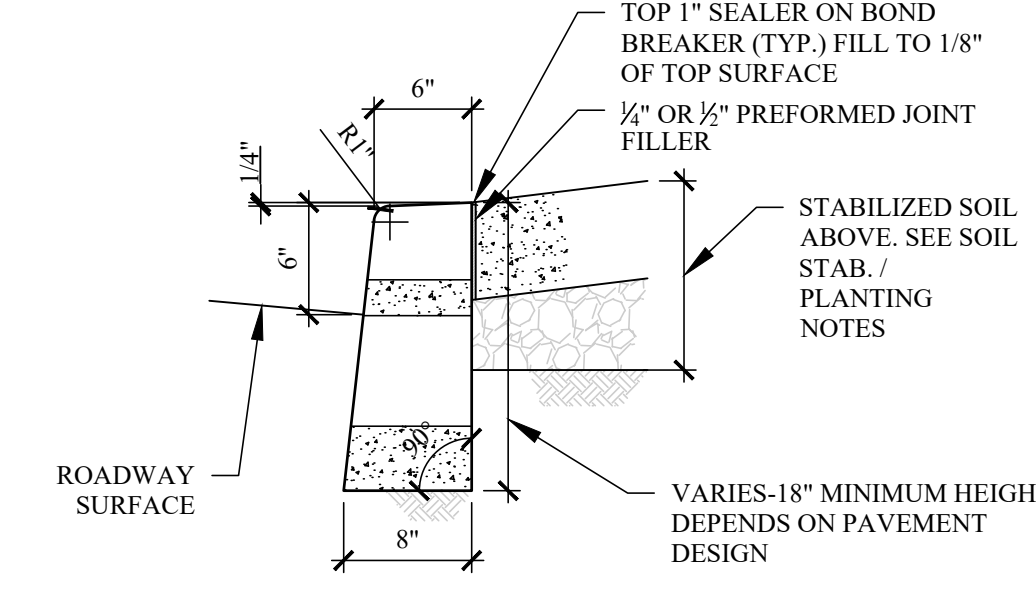 TOP 1" SEALER ON BOND
BREAKER (TYP.) FILL TO 1/8"
OF TOP SURFACE
6"
¼" OR ½" PREFORMED JOINT
FILLER
R1"
1/4"
STABILIZED SOIL
ABOVE. SEE SOIL
STAB. /
PLANTING
NOTES
6"
90°
ROADWAY
SURFACE
VARIES-18" MINIMUM HEIGH
DEPENDS ON PAVEMENT
DESIGN
8"